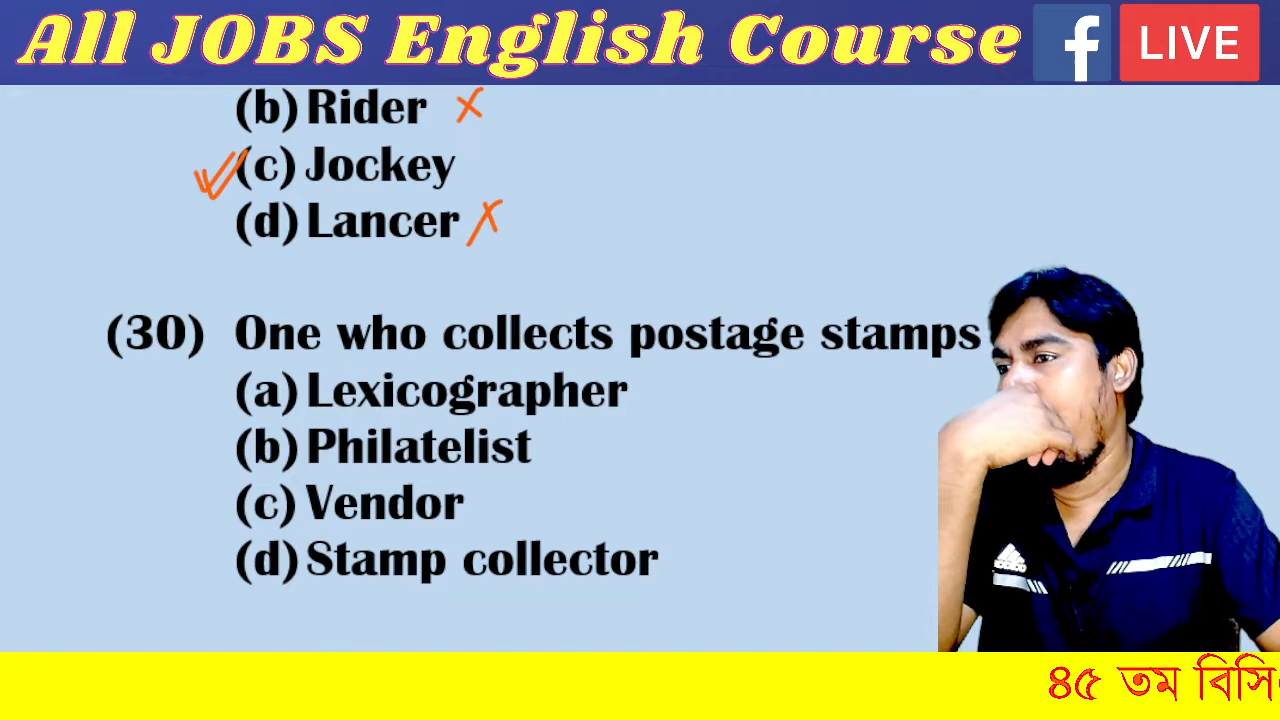 All JOBS English Course f LIVE
(b) Rider
(c) Jockey
(d) Lancer
(30) One who collects postage stamps
(a) Lexicographer
(b) Philatelist
(c) Vendor
(d) Stamp collector
৪৫ তম বিসি